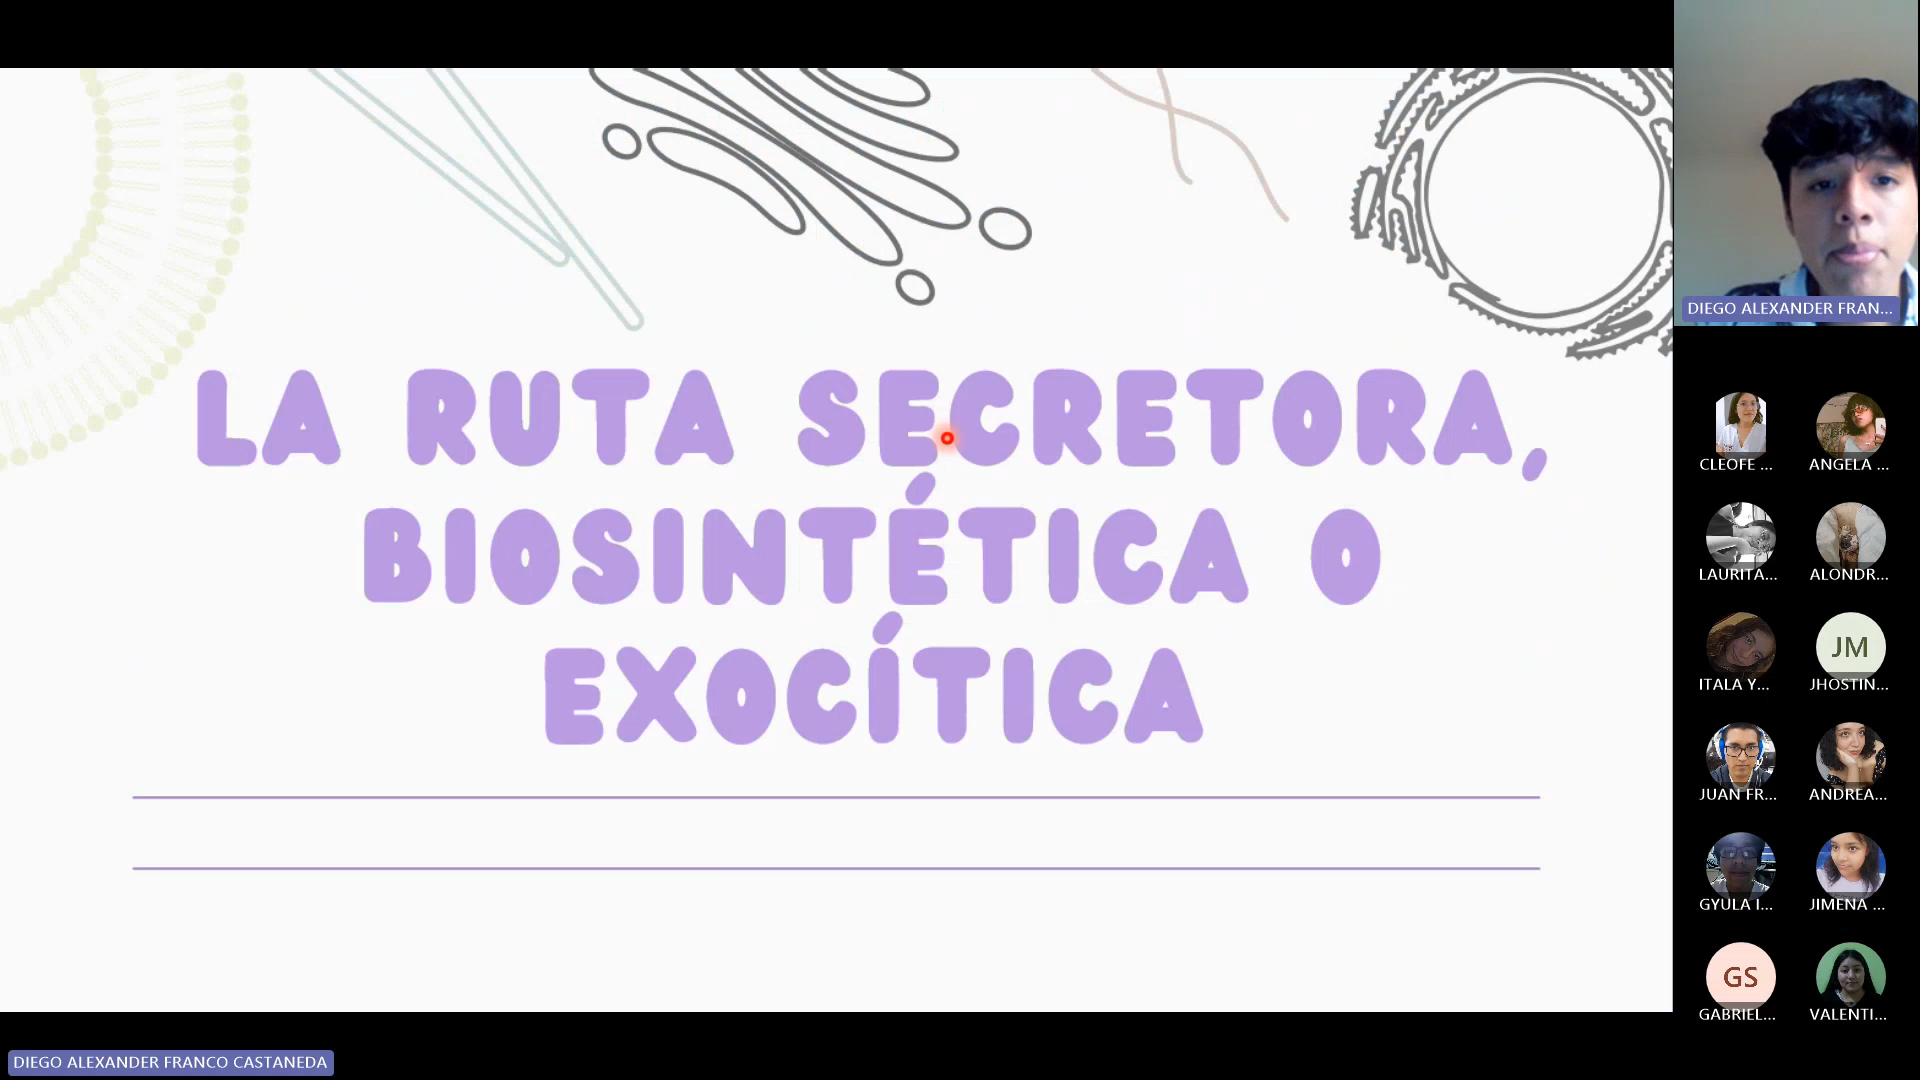 LA RUTA SECRETORA,
BIOSINTÉTICA O
EXOCÍTICA
DIEGO ALEXANDER FRAN...
CLEOFE ...
ANGELA ...
LAURITA...
ALONDR...
ITALA Y...
JM
JHOSTIN...
JUAN FR...
ANDREA...
GYULA I...
JIMENA ...
GS
GABRIEL...
VALENTI...
DIEGO ALEXANDER FRANCO CASTANEDA